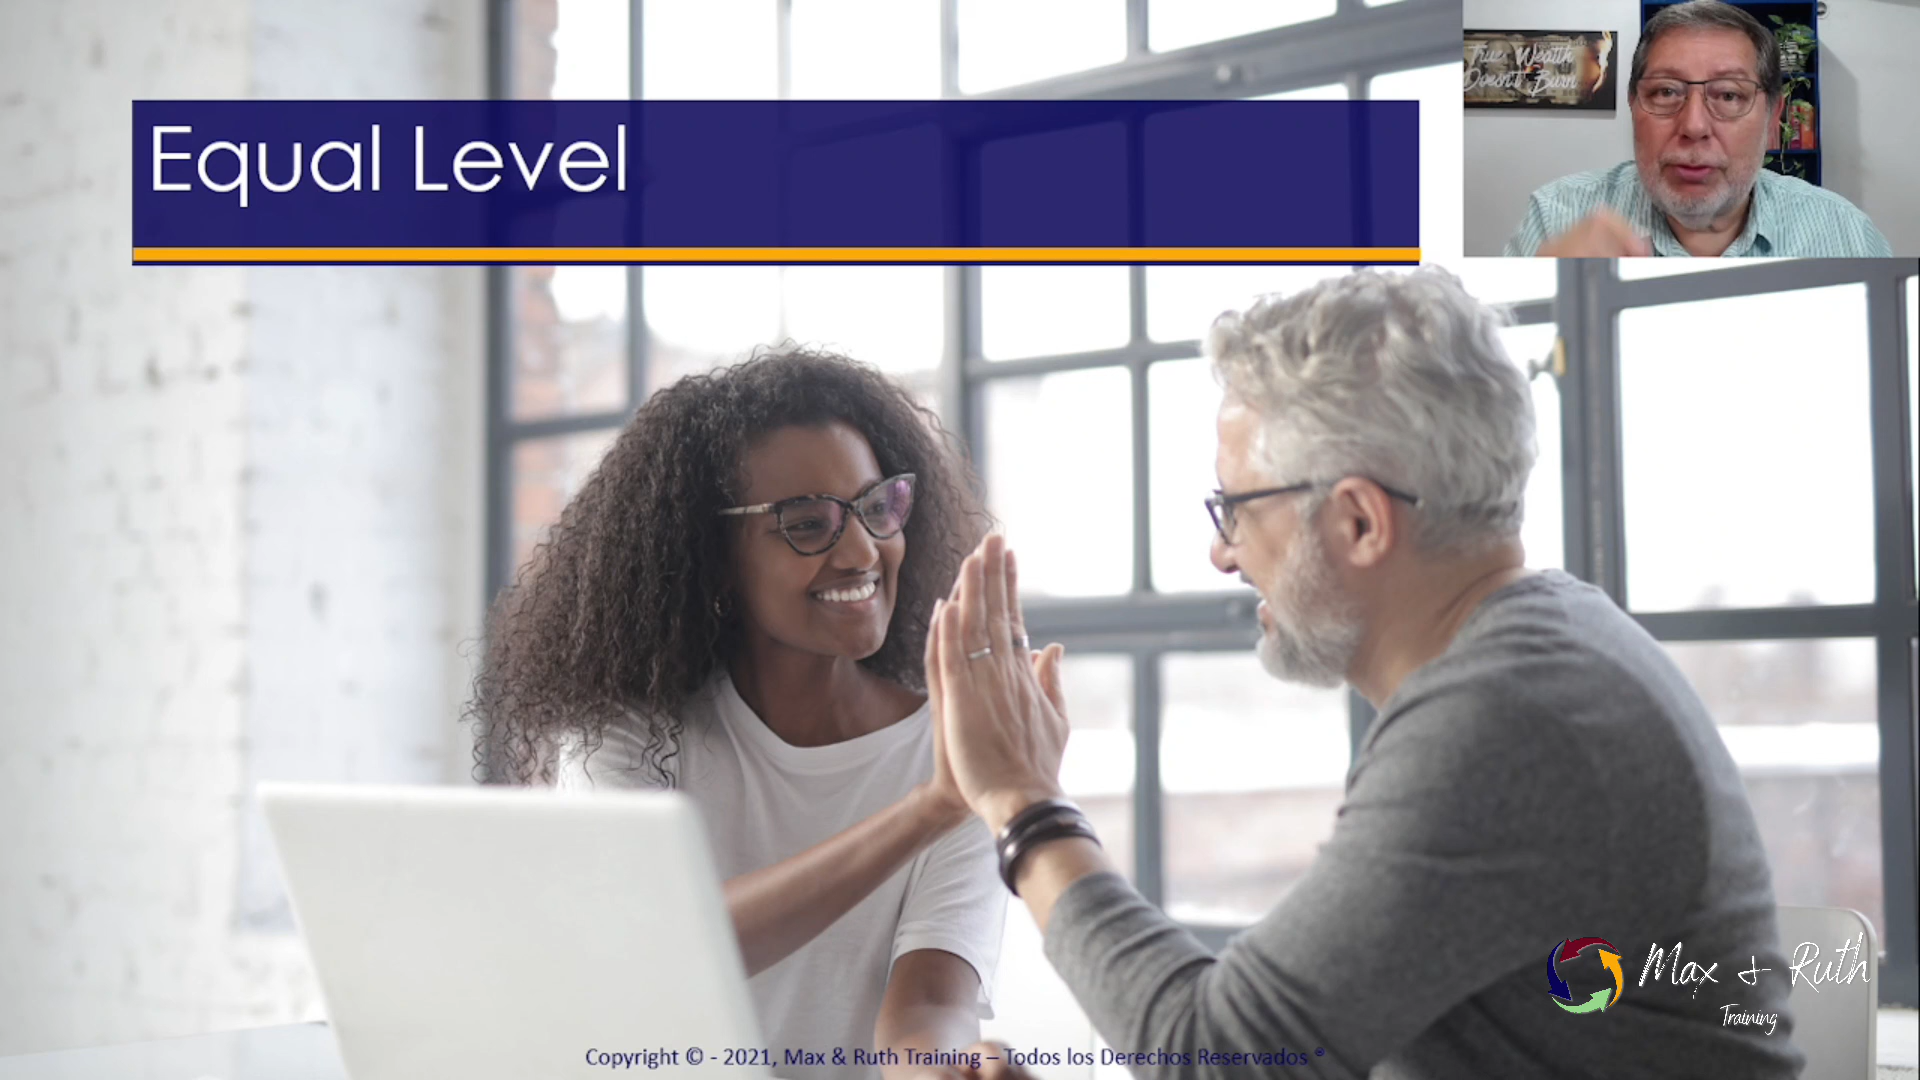 Equal Level
True Wealth
Doesn't Burn
Max & Ruth
Training
Copyright © - 2021, Max & Ruth Training – Todos los Derechos Reservados ®